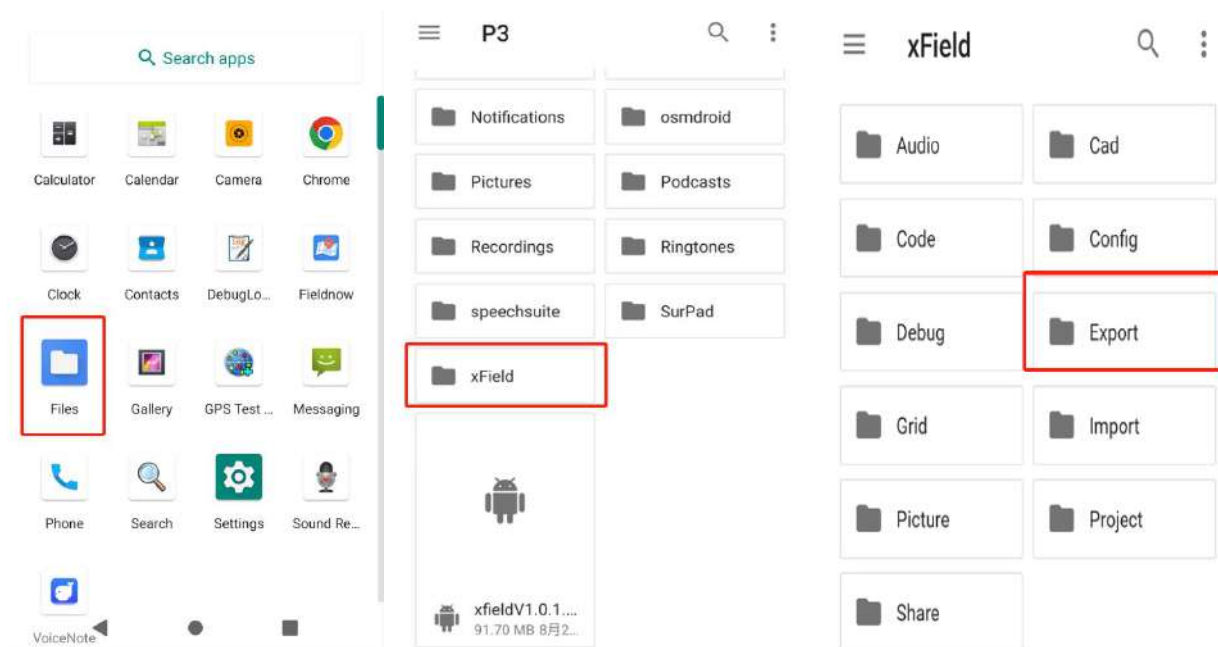 Search apps
Calculator Calendar Camera Chrome
Clock Contacts DebugLo... Fieldnow
Files Gallery GPS Test ... Messaging
Phone Search Settings Sound Re...
VoiceNote
P3
Notifications osmdroid
Pictures Podcasts
Recordings Ringtones
speechsuite SurPad
xField
xfieldV1.0.1....
91.70 MB 8月2...
xField
Audio Cad
Code Config
Debug Export
Grid Import
Picture Project
Share